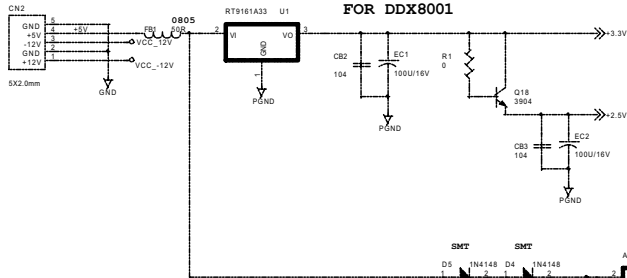 FOR DDX8001
CN2
GND 5
+5V 4
-12V 3
GND 2
+12V 1
5X2.0mm
+5V
FB1
0805
50R
VCC_12V
VCC_-12V
GND
RT9161A33 U1
2 VI VO 3
GND
1
PGND
CB2
104
EC1
100U/16V
PGND
R1
0
Q18
3904
+3.3V
+2.5V
CB3
104
EC2
100U/16V
PGND
SMT SMT
D5 1N4148 D4 1N4148
1 2 1 2
2
A